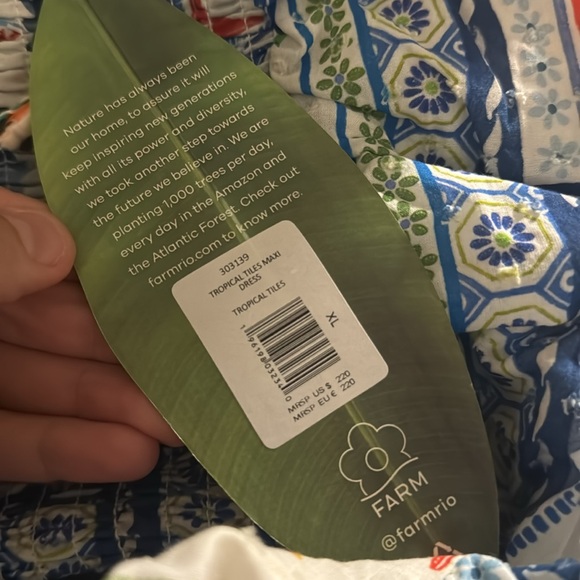 Nature has always been
our home, to assure it will
keep inspiring new generations
with all its power and diversity,
we took another step towards
the future we believe in. We are
planting 1,000 trees per day,
every day in the Amazon and
the Atlantic Forest. Check out
farmrio.com to know more.
303139
TROPICAL TILES MAXI
DRESS
TROPICAL TILES
XL
MRSP US $ 220
MRSP EU € 220
FARM
@farmrio